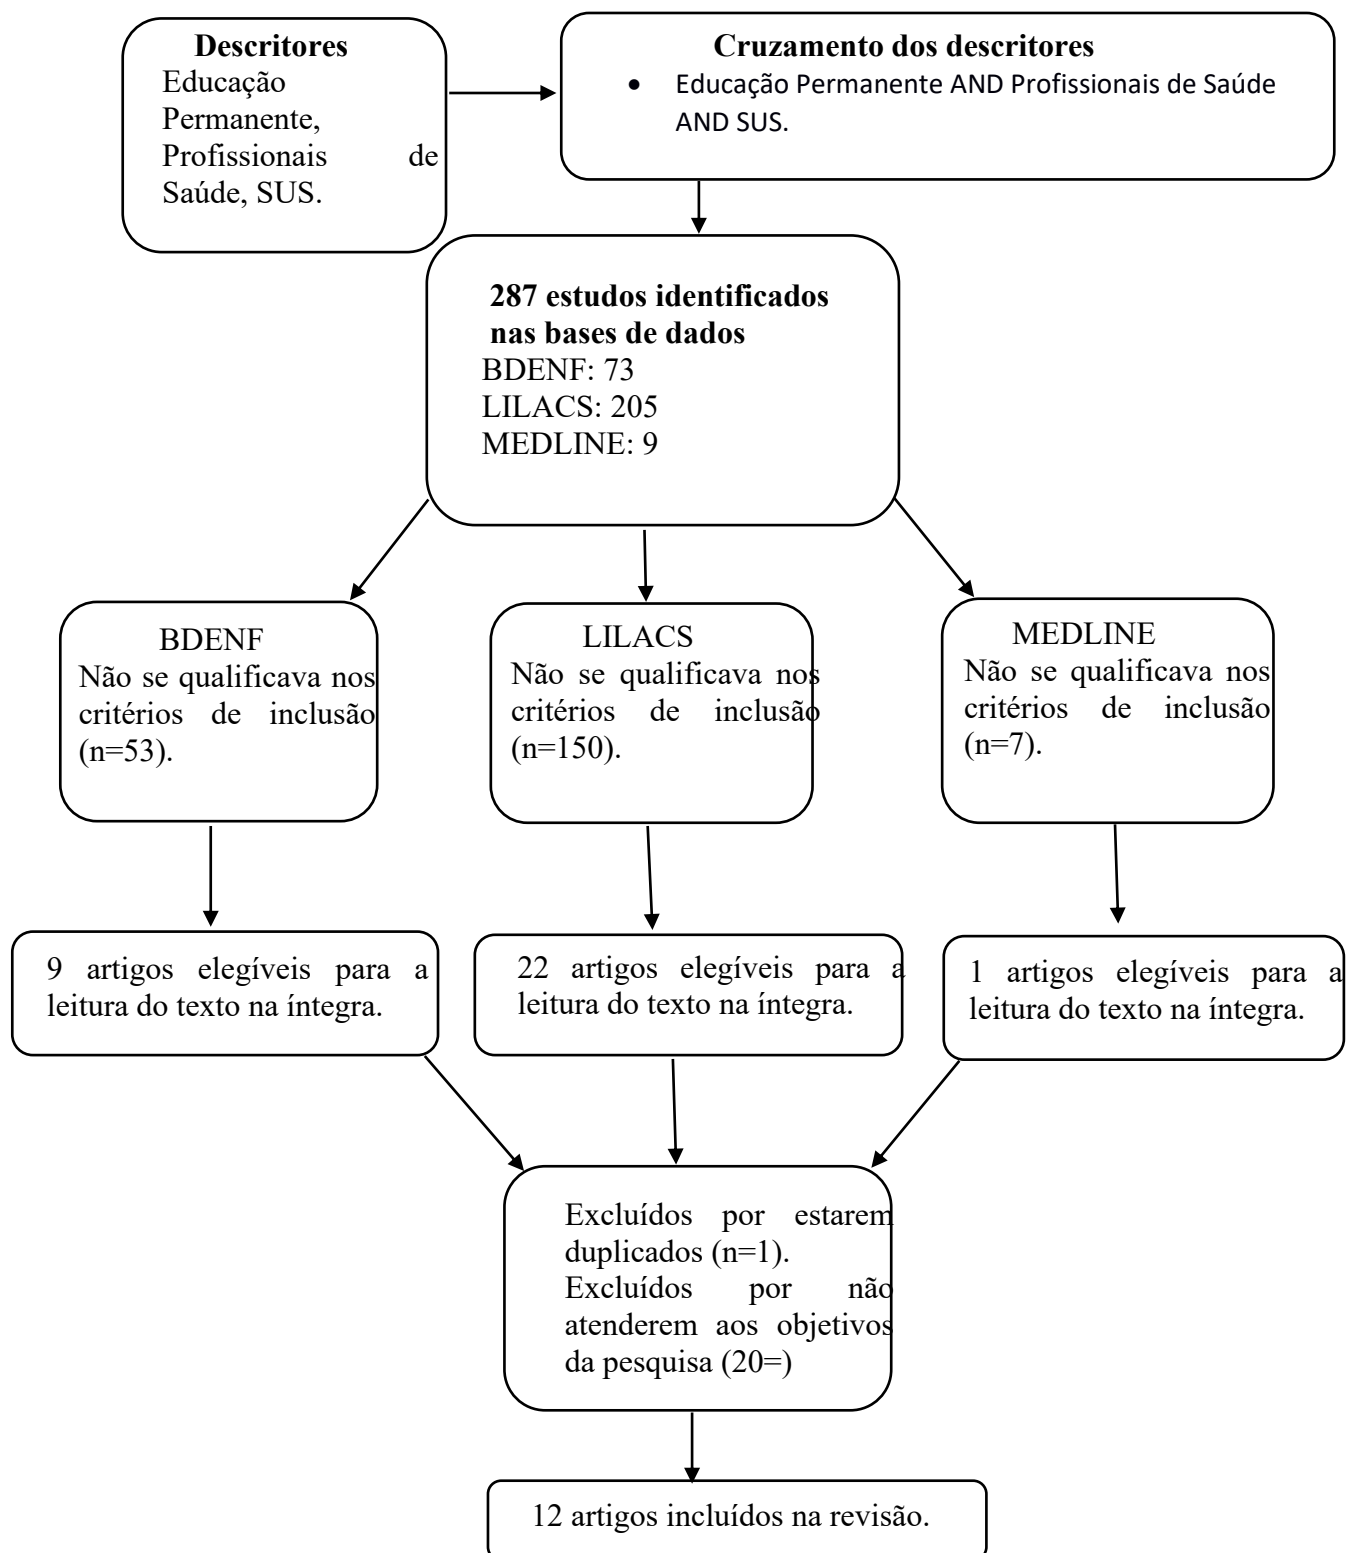 Descritores
Educação
Permanente,
Profissionais de
Saúde, SUS.
Cruzamento dos descritores
• Educação Permanente AND Profissionais de Saúde
AND SUS.
287 estudos identificados
nas bases de dados
BDENF: 73
LILACS: 205
MEDLINE: 9
BDENF
Não se qualificava nos
critérios de inclusão
(n=53).
LILACS
Não se qualificava nos
critérios de inclusão
(n=150).
MEDLINE
Não se qualificava nos
critérios de inclusão
(n=7).
9 artigos elegíveis para a
leitura do texto na íntegra.
22 artigos elegíveis para a
leitura do texto na íntegra.
1 artigos elegíveis para a
leitura do texto na íntegra.
Excluídos por estarem
duplicados (n=1).
Excluídos por não
atenderem aos objetivos
da pesquisa (20=)
12 artigos incluídos na revisão.